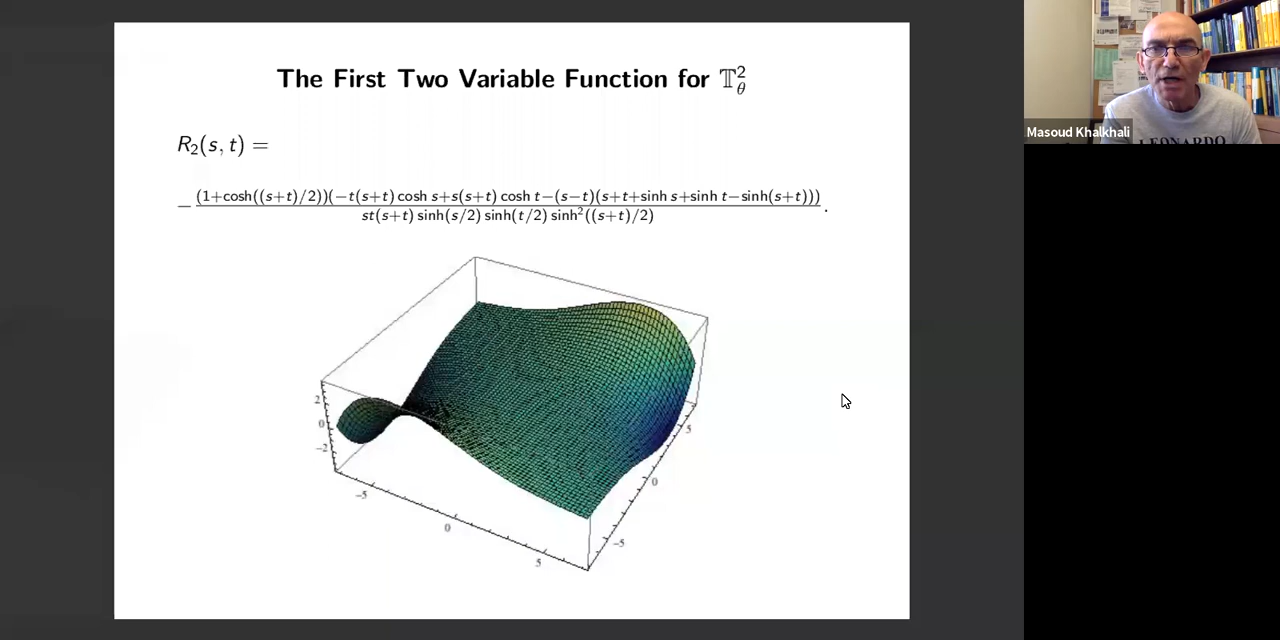 The First Two Variable Function for 𝕋²_θ
R₂(s, t) =
− (1+cosh((s+t)/2))(−t(s+t) cosh s+s(s+t) cosh t−(s−t)(s+t+sinh s+sinh t−sinh(s+t)))
st(s+t) sinh(s/2) sinh(t/2) sinh²((s+t)/2) .
2
0
−2
−5
0
5
5
0
−5
Masoud Khalkhali
LEONARDO